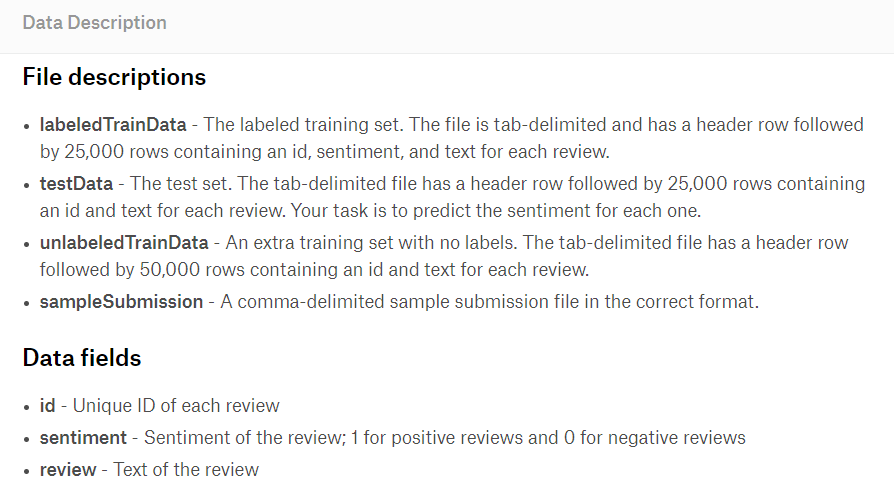 Data Description
File descriptions
• labeledTrainData - The labeled training set. The file is tab-delimited and has a header row followed
by 25,000 rows containing an id, sentiment, and text for each review.
• testData - The test set. The tab-delimited file has a header row followed by 25,000 rows containing
an id and text for each review. Your task is to predict the sentiment for each one.
• unlabeledTrainData - An extra training set with no labels. The tab-delimited file has a header row
followed by 50,000 rows containing an id and text for each review.
• sampleSubmission - A comma-delimited sample submission file in the correct format.
Data fields
• id - Unique ID of each review
• sentiment - Sentiment of the review; 1 for positive reviews and 0 for negative reviews
• review - Text of the review